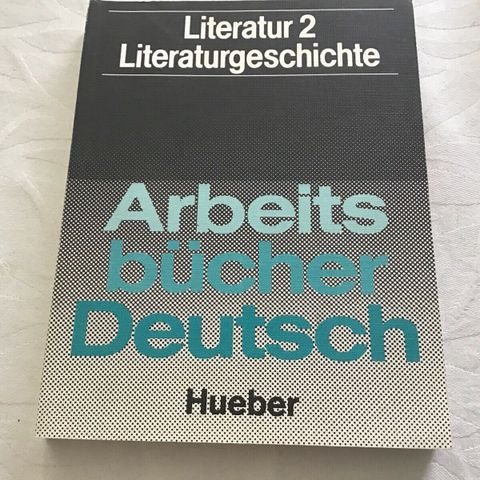 Literatur 2
Literaturgeschichte
Arbeits
bücher
Deutsch
Hueber